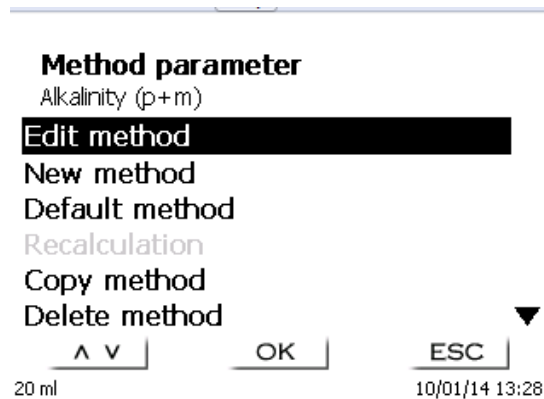 Method parameter
Alkalinity (p+m)
Edit method
New method
Default method
Recalculation
Copy method
Delete method
∧ ∨ OK ESC
20 ml 10/01/14 13:28